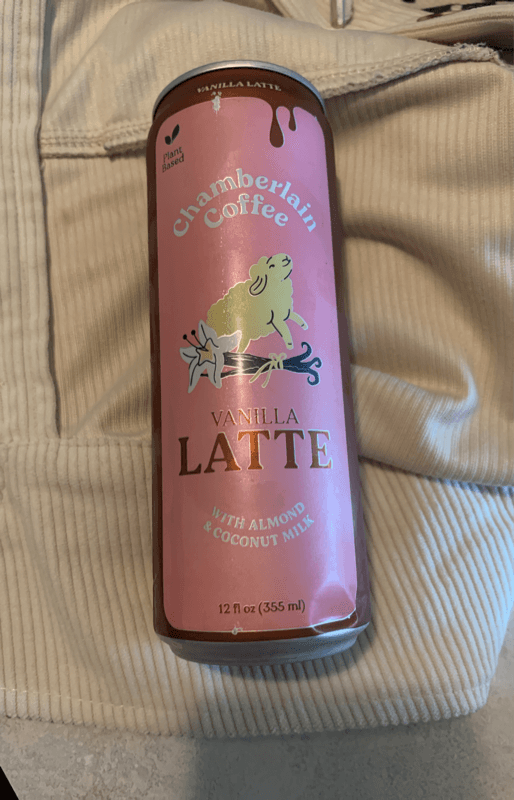 VANILLA LATTE
Plant
Based
Chamberlain
Coffee
VANILLA
LATTE
WITH ALMOND
& COCONUT MILK
12 fl oz (355 ml)